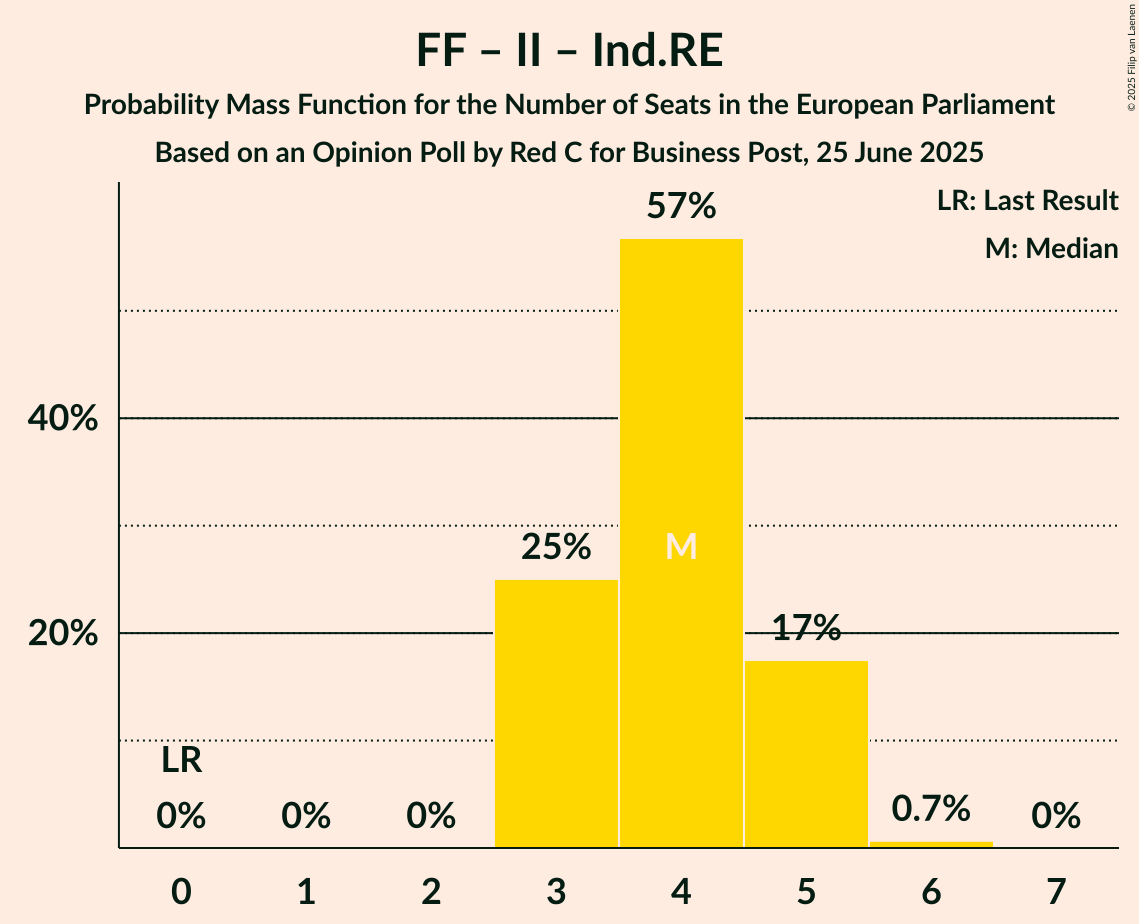 FF – II – Ind.RE
Probability Mass Function for the Number of Seats in the European Parliament
Based on an Opinion Poll by Red C for Business Post, 25 June 2025
© 2025 Filip van Laenen
LR: Last Result
M: Median
57%
40%
25%
M
20%
17%
LR
0%
0%
0%
0.7%
0%
0
1
2
3
4
5
6
7